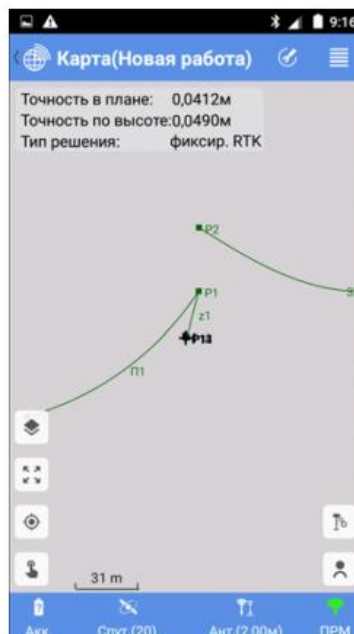 9:16
Карта(Новая работа)
Точность в плане: 0,0412м
Точность по высоте:0,0490м
Тип решения: фиксир. RTK
P2
P1
z1
П1
31 m
Акк
Спут (20)
Ант (2,00м)
ПРМ